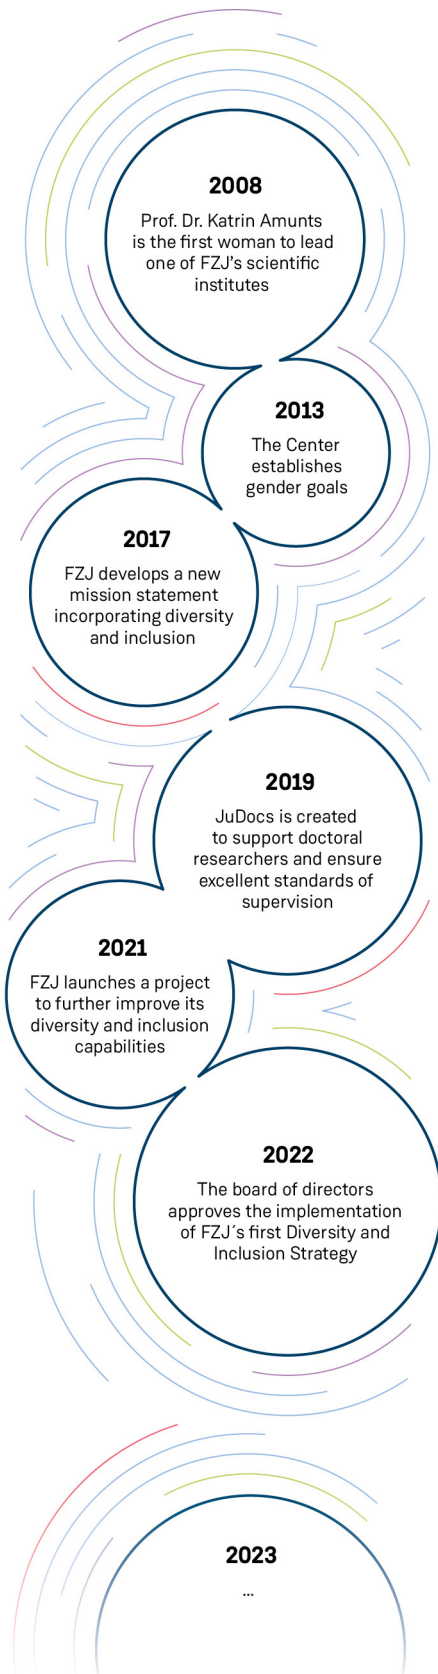 2008
Prof. Dr. Katrin Amunts
is the first woman to lead
one of FZJ’s scientific
institutes
2013
The Center
establishes
gender goals
2017
FZJ develops a new
mission statement
incorporating diversity
and inclusion
2019
JuDocs is created
to support doctoral
researchers and ensure
excellent standards of
supervision
2021
FZJ launches a project
to further improve its
diversity and inclusion
capabilities
2022
The board of directors
approves the implementation
of FZJ´s first Diversity and
Inclusion Strategy
2023
...